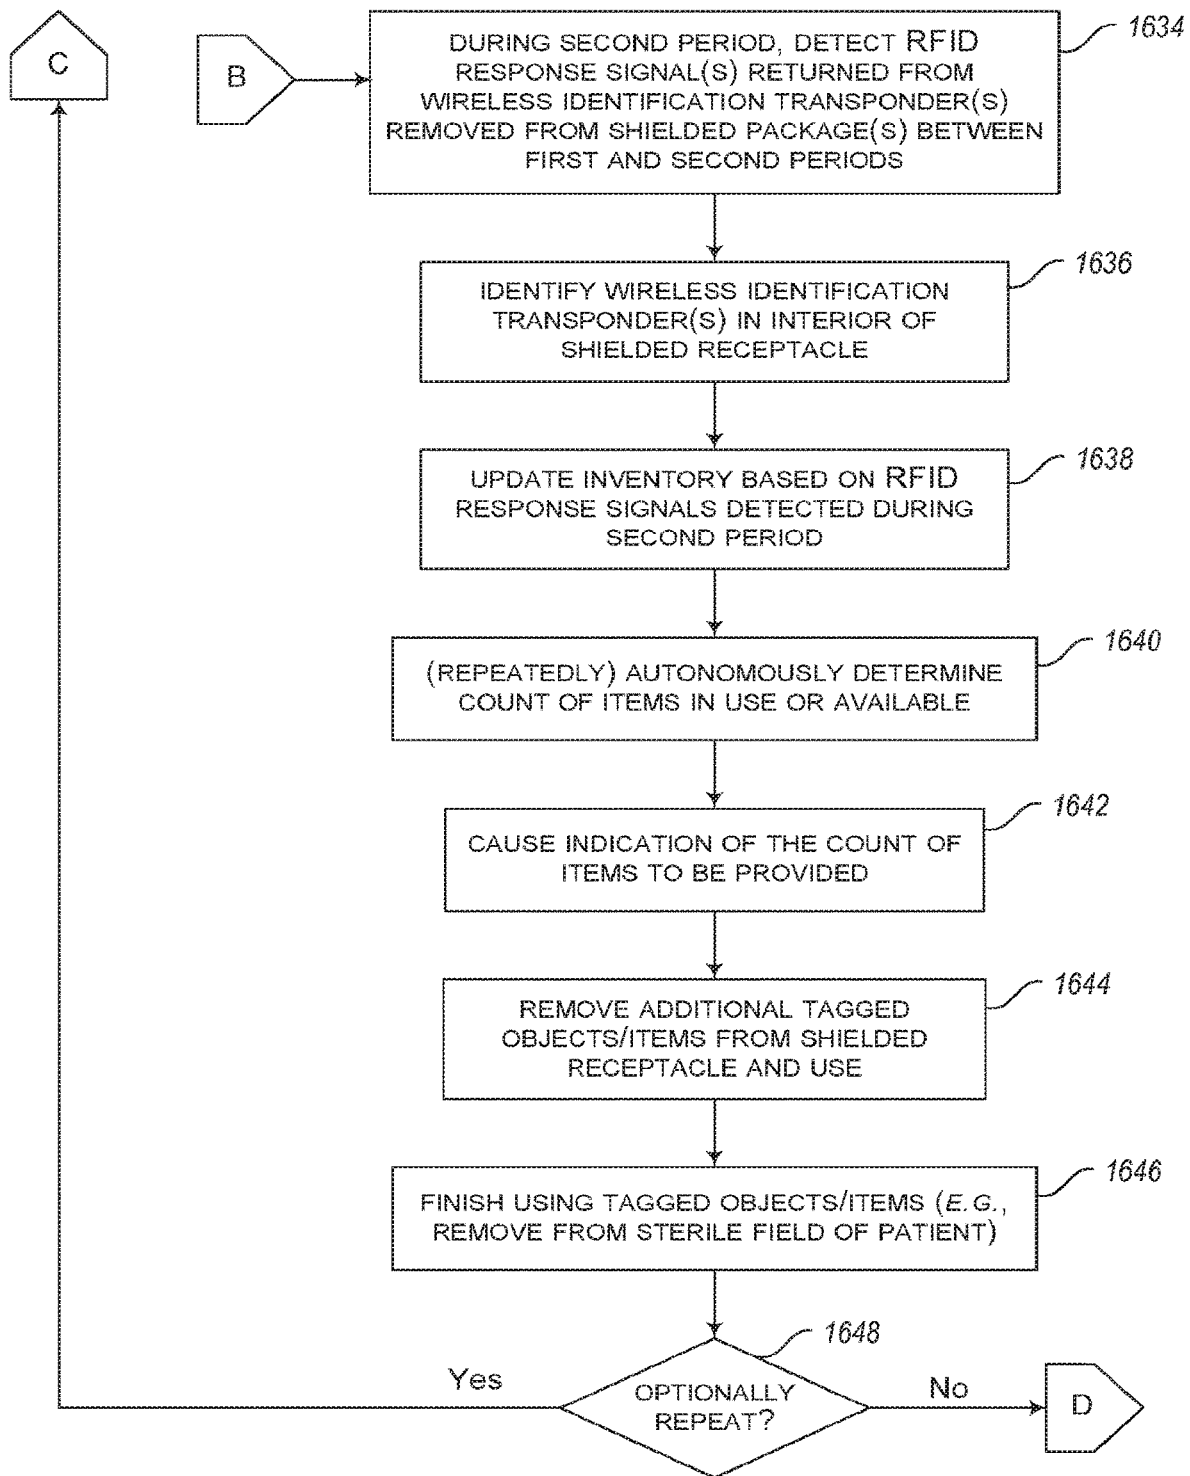 C
B
DURING SECOND PERIOD, DETECT RFID
RESPONSE SIGNAL(S) RETURNED FROM
WIRELESS IDENTIFICATION TRANSPONDER(S)
REMOVED FROM SHIELDED PACKAGE(S) BETWEEN
FIRST AND SECOND PERIODS
1634
IDENTIFY WIRELESS IDENTIFICATION
TRANSPONDER(S) IN INTERIOR OF
SHIELDED RECEPTACLE
1636
UPDATE INVENTORY BASED ON RFID
RESPONSE SIGNALS DETECTED DURING
SECOND PERIOD
1638
(REPEATEDLY) AUTONOMOUSLY DETERMINE
COUNT OF ITEMS IN USE OR AVAILABLE
1640
CAUSE INDICATION OF THE COUNT OF
ITEMS TO BE PROVIDED
1642
REMOVE ADDITIONAL TAGGED
OBJECTS/ITEMS FROM SHIELDED
RECEPTACLE AND USE
1644
FINISH USING TAGGED OBJECTS/ITEMS (E.G.,
REMOVE FROM STERILE FIELD OF PATIENT)
1646
1648
Yes
OPTIONALLY
REPEAT?
No
D